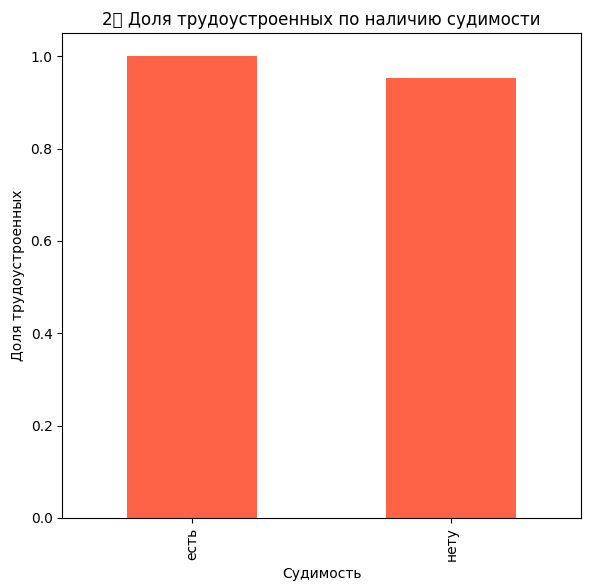 2 Доля трудоустроенных по наличию судимости
Доля трудоустроенных
1.0
0.8
0.6
0.4
0.2
0.0
есть
нету
Судимость